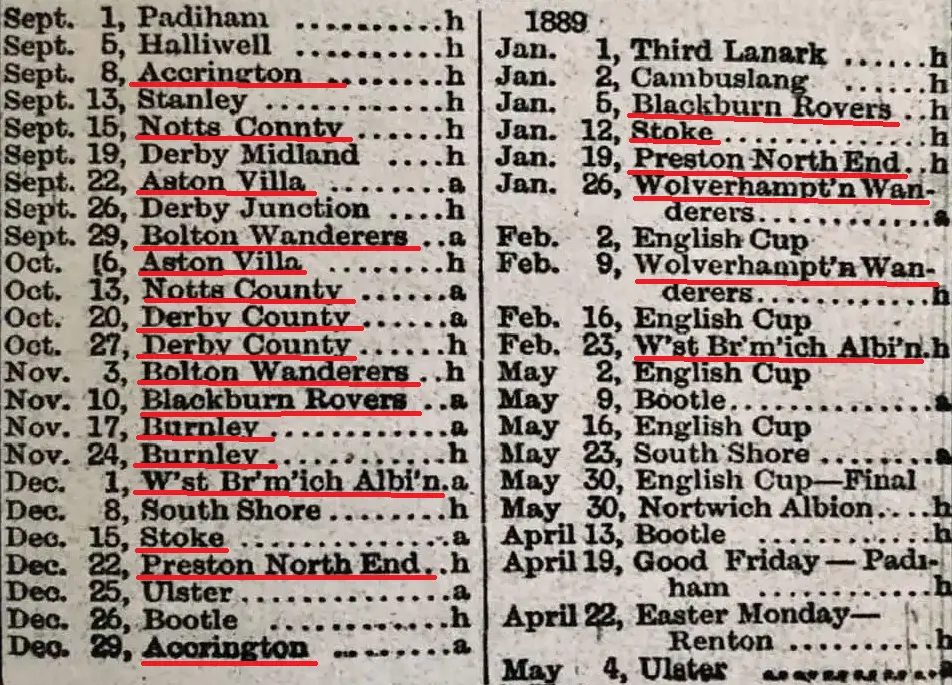 Sept. 1, Padiham ..........h
Sept. 5, Halliwell ..........h
Sept. 8, Accrington ........h
Sept. 13, Stanley ............h
Sept. 15, Notts Connty ......h
Sept. 19, Derby Midland ....h
Sept. 22, Aston Villa ........a
Sept. 26, Derby Junction ....h
Sept. 29, Bolton Wanderers ..a
Oct. 6, Aston Villa ........h
Oct. 13, Notts County ......a
Oct. 20, Derby County ......a
Oct. 27, Derby County ......h
Nov. 3, Bolton Wanderers ..h
Nov. 10, Blackburn Rovers ..a
Nov. 17, Burnley ............a
Nov. 24, Burnley ............h
Dec. 1, W'st Br'm'ich Albi'n.a
Dec. 8, South Shore ........h
Dec. 15, Stoke ..............a
Dec. 22, Preston North End..h
Dec. 25, Ulster ..............a
Dec. 26, Bootle ............h
Dec. 29, Accrington ........a
1889
Jan. 1, Third Lanark ......h
Jan. 2, Cambuslang ......h
Jan. 5, Blackburn Rovers ..h
Jan. 12, Stoke ..............h
Jan. 19, Preston North End..h
Jan. 26, Wolverhampt'n Wan-
derers..............a
Feb. 2, English Cup
Feb. 9, Wolverhampt'n Wan-
derers..............h
Feb. 16, English Cup
Feb. 23, W'st Br'm'ich Albi'n.h
May 2, English Cup
May 9, Bootle..............a
May 16, English Cup
May 23, South Shore ........a
May 30, English Cup—Final
May 30, Nortwich Albion....h
April 13, Bootle ............h
April 19, Good Friday — Padi-
ham ..............h
April 22, Easter Monday—
Renton ..........h
May 4, Ulster ............